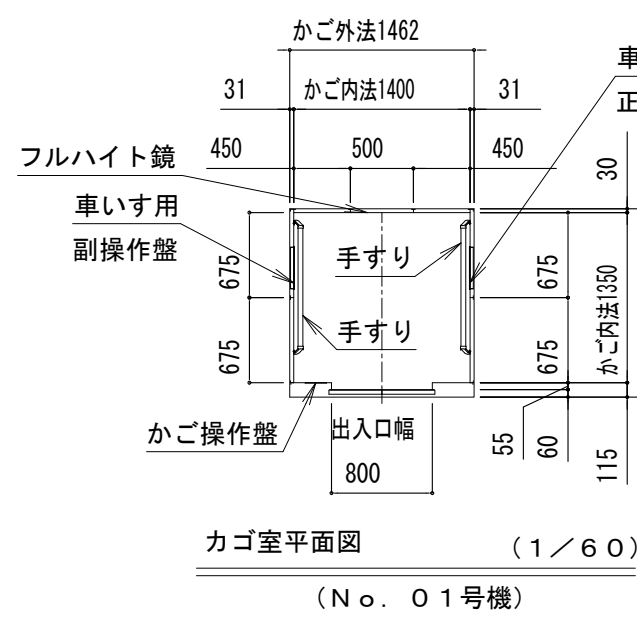 かご外法1462
車
31
かご内法1400
31
正
フルハイト鏡
450
500
450
30
車いす用
副操作盤
手すり
675
675
かご内法1350
手すり
675
675
かご操作盤
出入口幅
800
55
60
115
カゴ室平面図
(1/60)
(No. 01号機)